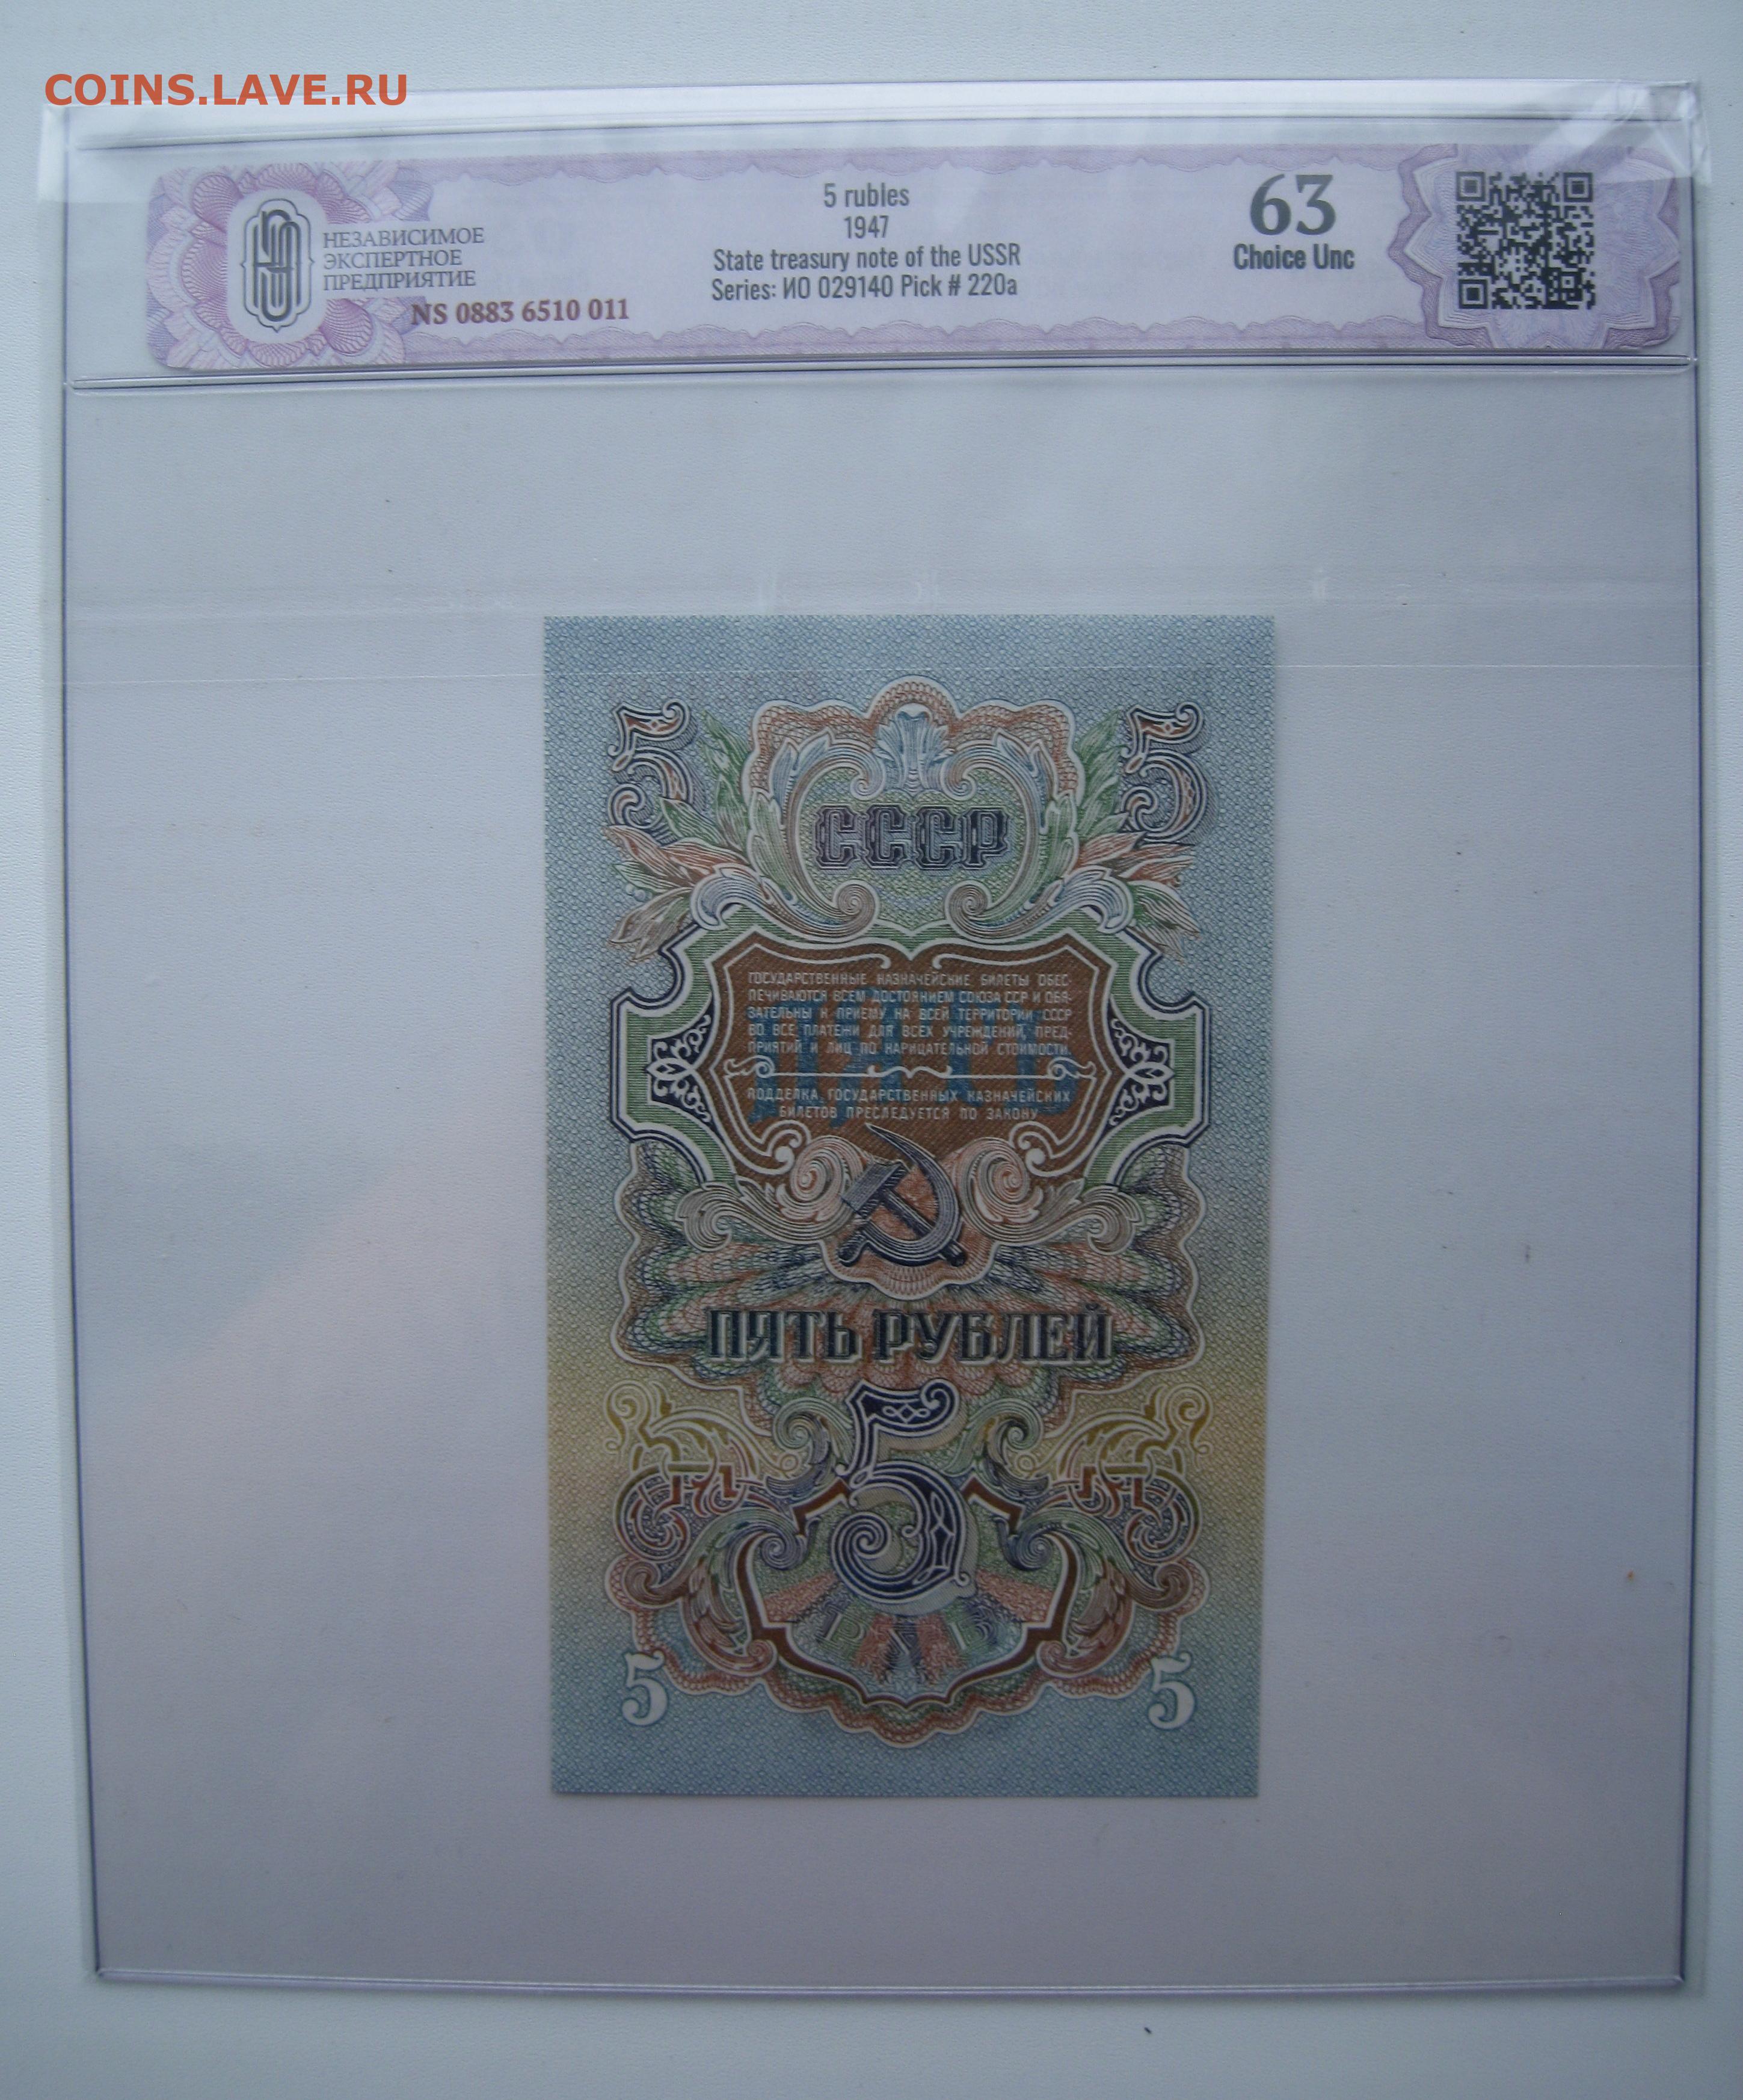 COINS.LAVE.RU
НЕЗАВИСИМОЕ
ЭКСПЕРТНОЕ
ПРЕДПРИЯТИЕ
NS 0883 6510 011
5 rubles
1947
State treasury note of the USSR
Series: ИО 029140 Pick # 220a
63
Choice Unc
5 5
СССР
ГОСУДАРСТВЕННЫЕ КАЗНАЧЕЙСКИЕ БИЛЕТЫ ОБЕС-
ПЕЧИВАЮТСЯ ВСЕМ ДОСТОЯНИЕМ СОЮЗА ССР И ОБЯ-
ЗАТЕЛЬНЫ К ПРИЕМУ НА ВСЕЙ ТЕРРИТОРИИ СССР
ВО ВСЕ ПЛАТЕЖИ ДЛЯ ВСЕХ УЧРЕЖДЕНИЙ, ПРЕД-
ПРИЯТИЙ И ЛИЦ ПО НАРИЦАТЕЛЬНОЙ СТОИМОСТИ.
ПОДДЕЛКА ГОСУДАРСТВЕННЫХ КАЗНАЧЕЙСКИХ
БИЛЕТОВ ПРЕСЛЕДУЕТСЯ ПО ЗАКОНУ
ПЯТЬ РУБЛЕЙ
5
5 5